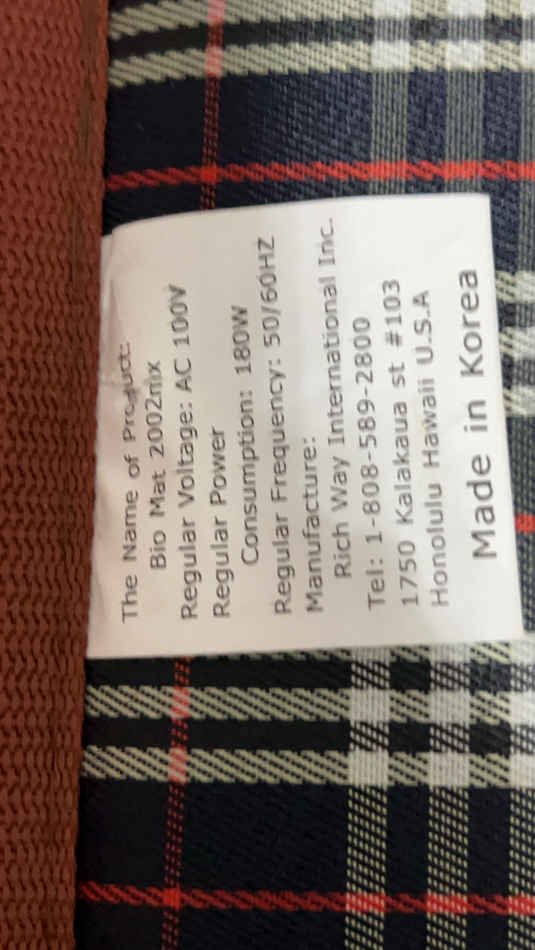 The Name of Product:
Bio Mat 2002mix
Regular Voltage: AC 100V
Regular Power
Consumption: 180W
Regular Frequency: 50/60HZ
Manufacture:
Rich Way International Inc.
Tel: 1-808-589-2800
1750 Kalakaua st #103
Honolulu Hawaii U.S.A
Made in Korea